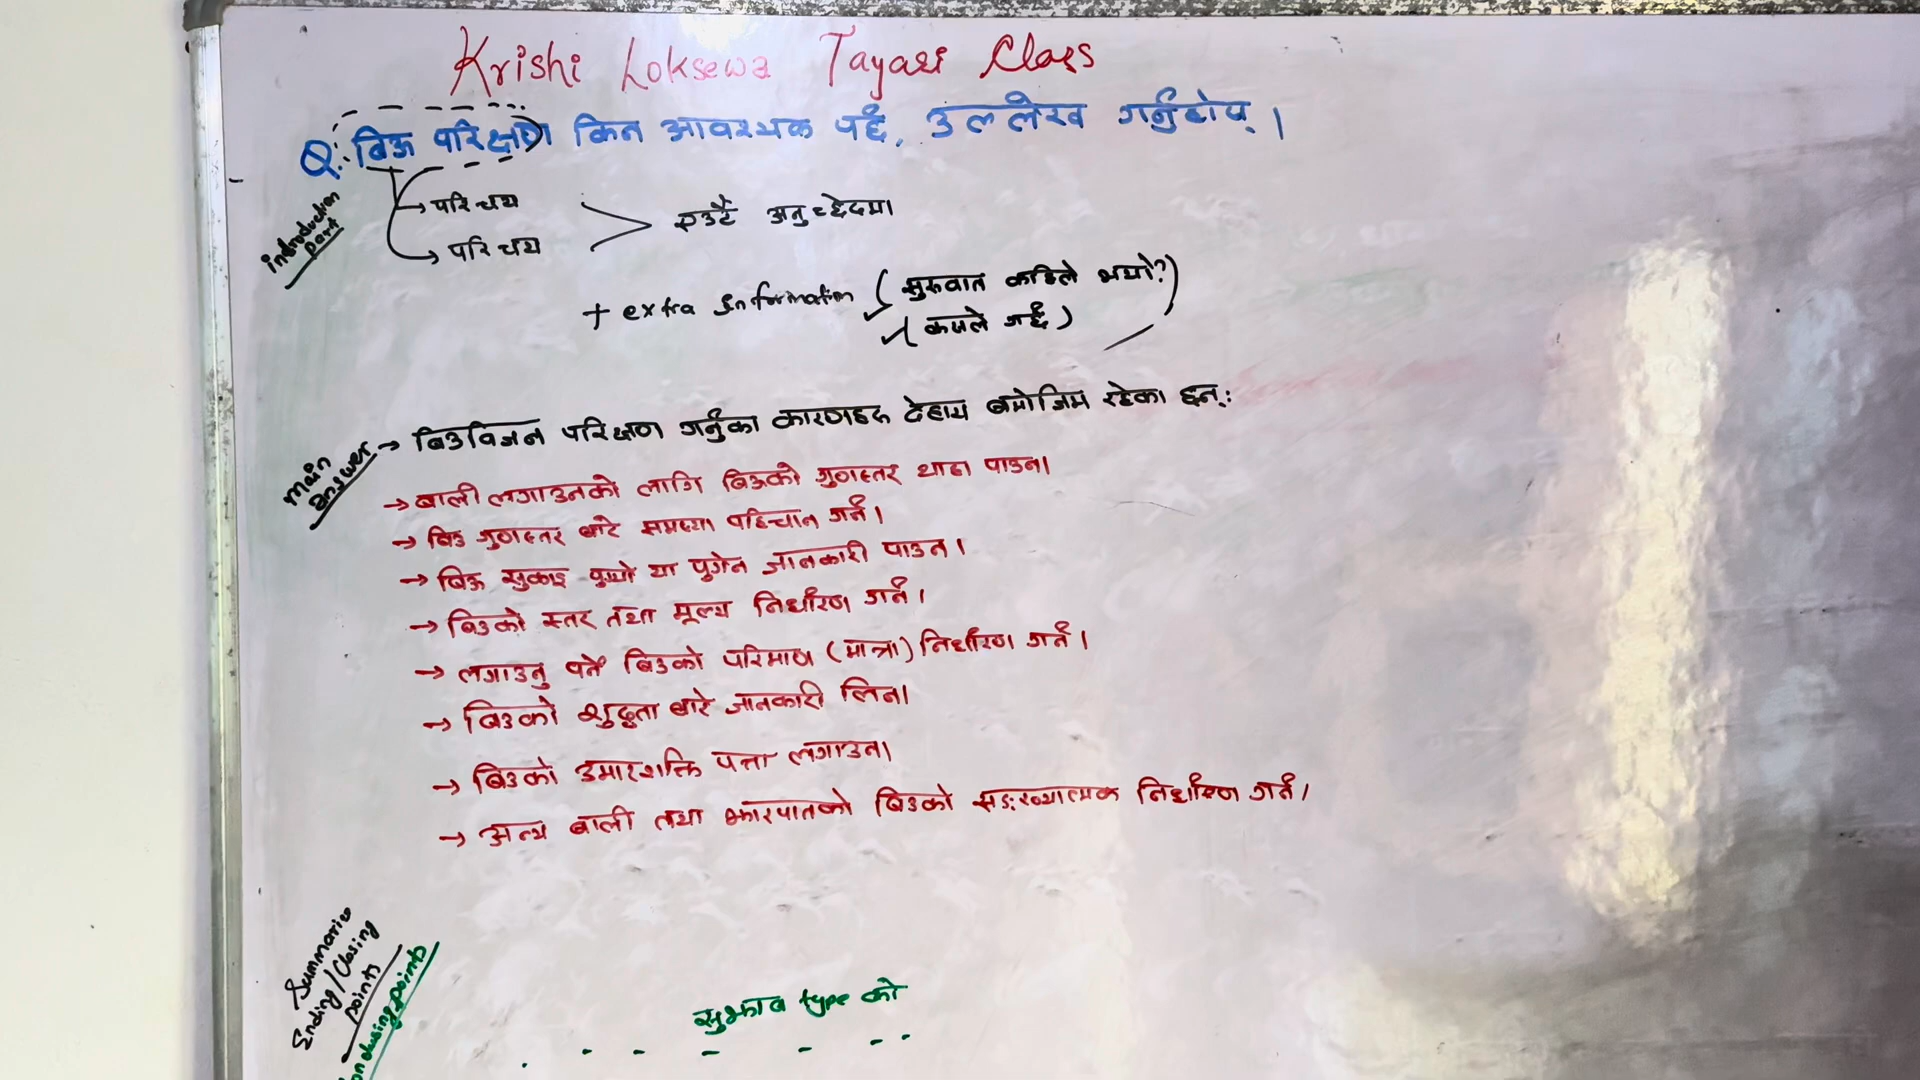 Krishi Loksewa Tayari Class
Q. बिऊ परिक्षण किन आवश्यक पर्छ, उल्लेख गर्नुहोस् ।
introduction part
→ परिचय
→ परिचय
एउटै अनुच्छेदमा
+ extra Information (सुरुवात कहिले भयो?)
(कसले गर्छ)
main answer
→ बिउविजन परिक्षण गर्नुका कारणहरु देहाय बमोजिम रहेका छन्:
→ बाली लगाउनको लागि बिऊको गुणस्तर थाहा पाउन।
→ बिउ गुणस्तर बारे समस्या पहिचान गर्न।
→ बिऊ सुकाइ पुग्यो या पुगेन जानकारी पाउन।
→ बिउको स्तर तथा मूल्य निर्धारण गर्न।
→ लगाउनु पर्ने बिउको परिमाण (मात्रा) निर्धारण गर्न।
→ बिउको शुद्धता बारे जानकारी लिन।
→ बिउको उमारशक्ति पत्ता लगाउन।
→ अन्य बाली तथा झारपातको बिउको सङ्ख्यात्मक निर्धारण गर्न।
Summaries
Ending/Closing
points
points
सुझाव type को